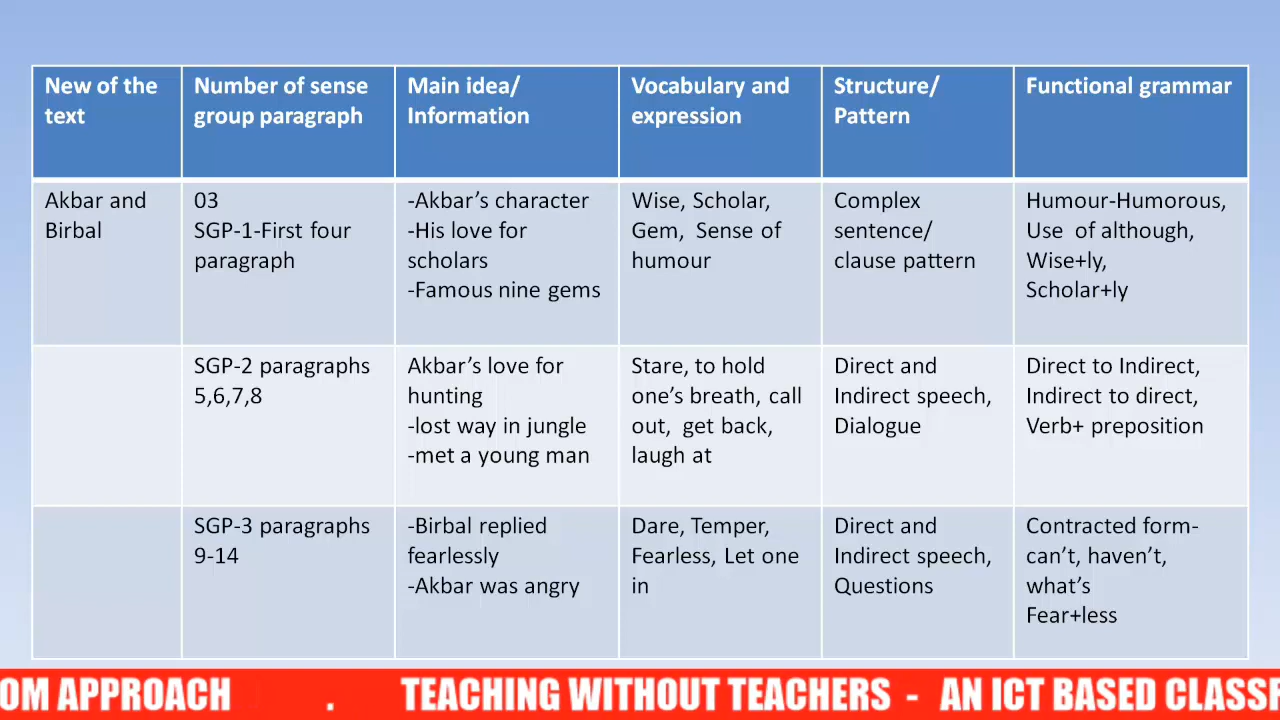 New of the
text
Number of sense
group paragraph
Main idea/
Information
Vocabulary and
expression
Structure/
Pattern
Functional grammar
Akbar and
Birbal
03
SGP-1-First four
paragraph
-Akbar’s character
-His love for
scholars
-Famous nine gems
Wise, Scholar,
Gem, Sense of
humour
Complex
sentence/
clause pattern
Humour-Humorous,
Use of although,
Wise+ly,
Scholar+ly
SGP-2 paragraphs
5,6,7,8
Akbar’s love for
hunting
-lost way in jungle
-met a young man
Stare, to hold
one’s breath, call
out, get back,
laugh at
Direct and
Indirect speech,
Dialogue
Direct to Indirect,
Indirect to direct,
Verb+ preposition
SGP-3 paragraphs
9-14
-Birbal replied
fearlessly
-Akbar was angry
Dare, Temper,
Fearless, Let one
in
Direct and
Indirect speech,
Questions
Contracted form-
can’t, haven’t,
what’s
Fear+less
OM APPROACH . TEACHING WITHOUT TEACHERS - AN ICT BASED CLASS